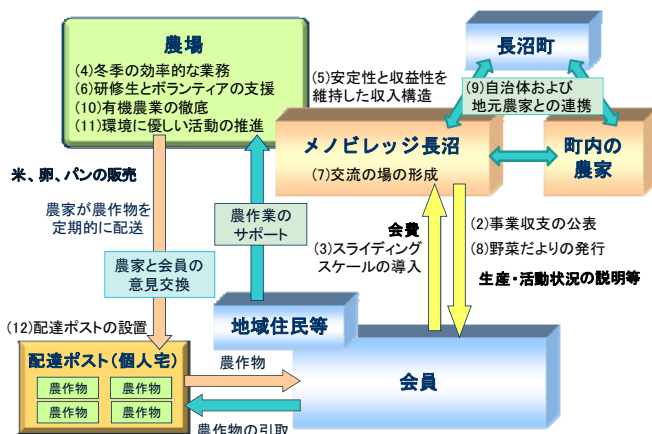 農場
(4)冬季の効率的な業務
(6)研修生とボランティアの支援
(10)有機農業の徹底
(11)環境に優しい活動の推進
(5)安定性と収益性を
維持した収入構造
長沼町
(9)自治体および
地元農家との連携
メノビレッジ長沼
(7)交流の場の形成
町内の
農家
米、卵、パンの販売
農家が農作物を
定期的に配送
農作業の
サポート
農家と会員の
意見交換
会費
(3)スライディング
スケールの導入
(2)事業収支の公表
(8)野菜だよりの発行
生産・活動状況の説明等
(12)配達ポストの設置
地域住民等
配達ポスト(個人宅)
農作物
農作物
農作物
農作物
農作物
農作物の引取
会員